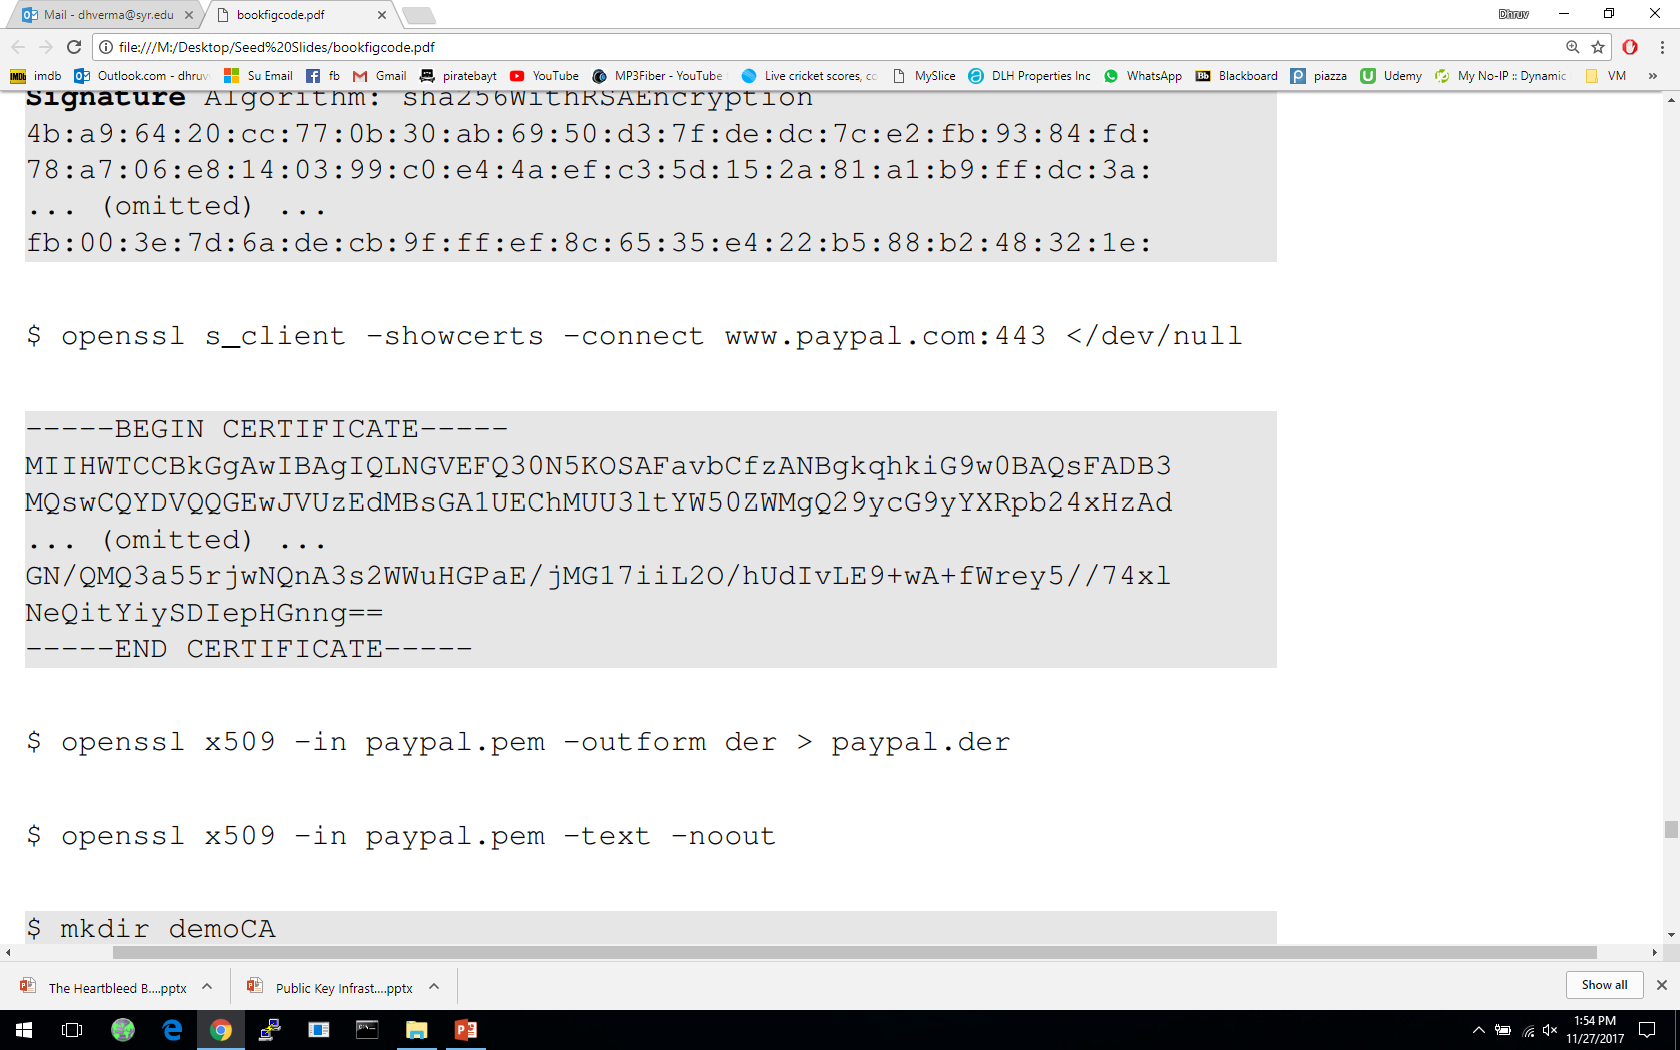 Mail - dhverma@syr.edu
bookfigcode.pdf
Dhruv
file:///M:/Desktop/Seed%20Slides/bookfigcode.pdf
imdb Outlook.com - dhruv Su Email fb Gmail piratebayt YouTube MP3Fiber - YouTube Live cricket scores, co MySlice DLH Properties Inc WhatsApp Bb Blackboard piazza Udemy My No-IP :: Dynamic VM »
Signature Algorithm: sha256WithRSAEncryption
4b:a9:64:20:cc:77:0b:30:ab:69:50:d3:7f:de:dc:7c:e2:fb:93:84:fd:
78:a7:06:e8:14:03:99:c0:e4:4a:ef:c3:5d:15:2a:81:a1:b9:ff:dc:3a:
... (omitted) ...
fb:00:3e:7d:6a:de:cb:9f:ff:ef:8c:65:35:e4:22:b5:88:b2:48:32:1e:
$ openssl s_client -showcerts -connect www.paypal.com:443 </dev/null
-----BEGIN CERTIFICATE-----
MIIHWTCCBkGgAwIBAgIQLNGVEFQ30N5KOSAFavbCfzANBgkqhkiG9w0BAQsFADB3
MQswCQYDVQQGEwJVUzEdMBsGA1UEChMUU3ltYW50ZWMgQ29ycG9yYXRpb24xHzAd
... (omitted) ...
GN/QMQ3a55rjwNQnA3s2WWuHGPaE/jMG17iiL2O/hUdIvLE9+wA+fWrey5//74xl
NeQitYiySDIepHGnng==
-----END CERTIFICATE-----
$ openssl x509 -in paypal.pem -outform der > paypal.der
$ openssl x509 -in paypal.pem -text -noout
$ mkdir demoCA
The Heartbleed B....pptx
Public Key Infrast....pptx
Show all
1:54 PM
11/27/2017